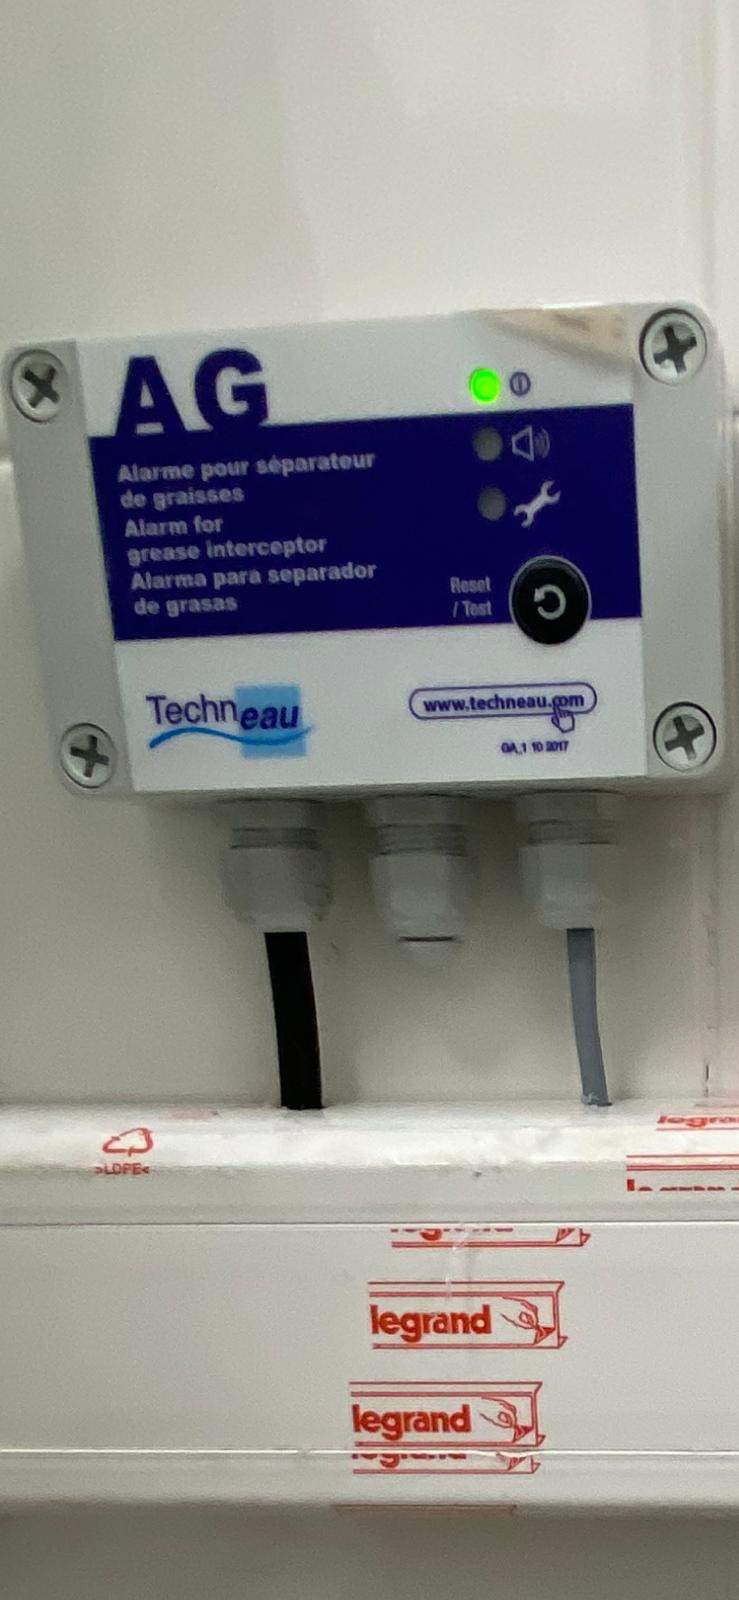 AG
Alarme pour séparateur
de graisses
Alarm for
grease interceptor
Alarma para separador
de grasas
Reset
/ Test
Techneau
www.techneau.com
GA_1 10 2017
>LDPE<
legrand
legrand